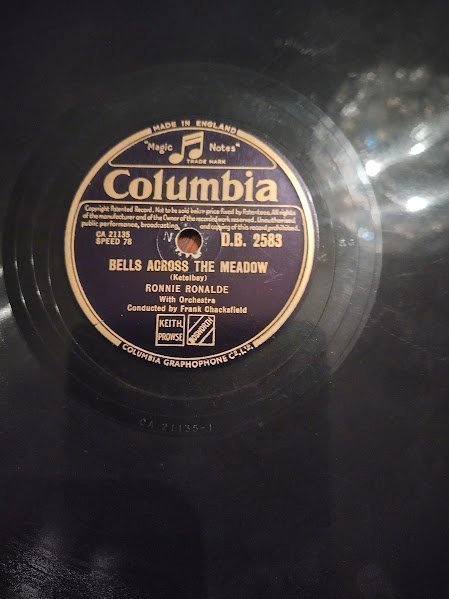 MADE IN ENGLAND
"Magic Notes"
TRADE MARK
Columbia
Copyright Patented Record. Not to be sold below price fixed by Patentees. All rights
of the manufacturer and of the Owner of the recorded work reserved. Unauthorised
public performance, broadcasting, and copying of this record prohibited.
CA 21135
SPEED 78
N
D.B. 2583
BELLS ACROSS THE MEADOW
(Ketelbey)
RONNIE RONALDE
With Orchestra
Conducted by Frank Chacksfield
KEITH
PROWSE
BOSWORTH
COLUMBIA GRAPHOPHONE Co., LTD.
CA 21135-1